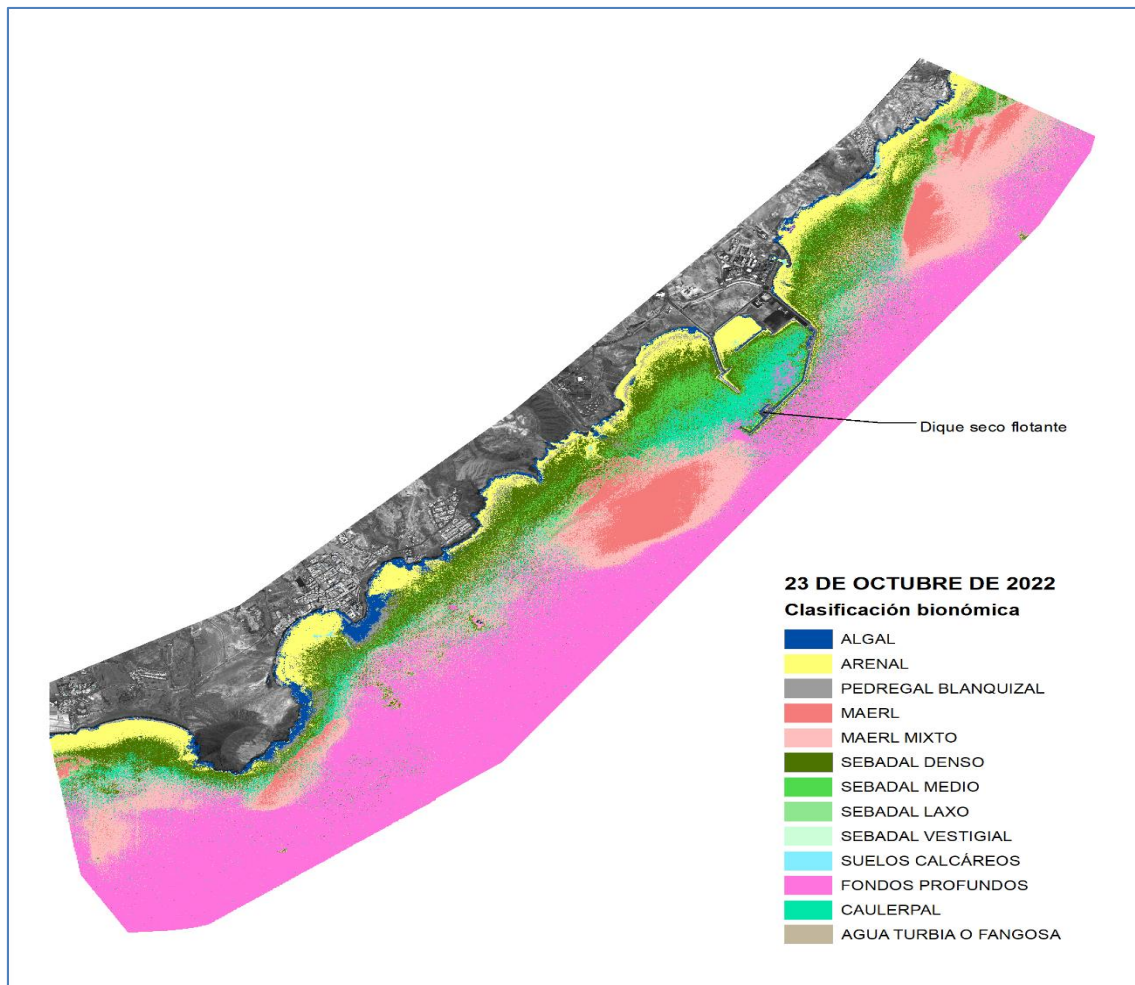 Dique seco flotante
23 DE OCTUBRE DE 2022
Clasificación bionómica
ALGAL
ARENAL
PEDREGAL BLANQUIZAL
MAERL
MAERL MIXTO
SEBADAL DENSO
SEBADAL MEDIO
SEBADAL LAXO
SEBADAL VESTIGIAL
SUELOS CALCÁREOS
FONDOS PROFUNDOS
CAULERPAL
AGUA TURBIA O FANGOSA